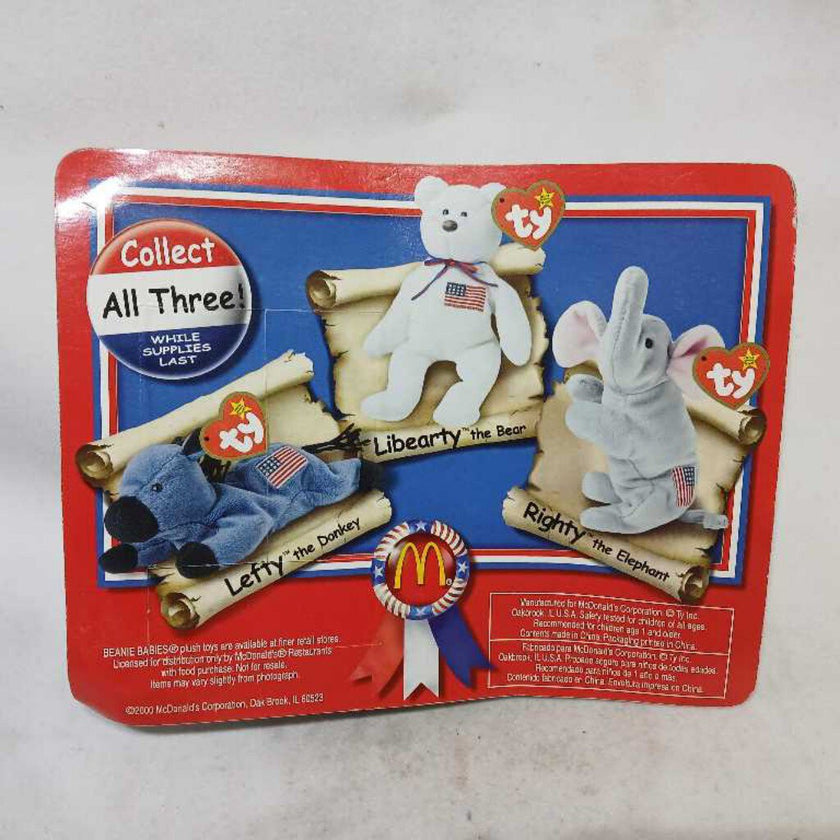 Collect
All Three!
WHILE
SUPPLIES
LAST
ty
ty
ty
Libearty™ the Bear
Lefty™ the Donkey
Righty™ the Elephant
M®
BEANIE BABIES® plush toys are available at finer retail stores.
Licensed for distribution only by McDonald's® Restaurants
with food purchase. Not for resale.
Items may vary slightly from photograph.
©2000 McDonald's Corporation, Oak Brook, IL 60523
Manufactured for McDonald's Corporation. © Ty Inc.
Oakbrook, IL U.S.A. Safety tested for children of all ages.
Recommended for children age 1 and older.
Contents made in China. Packaging printed in China.
Fabricado para McDonald's Corporation. © Ty Inc.
Oakbrook, IL U.S.A. Producto seguro para niños de todas edades.
Recomendado para niños de 1 año o más.
Contenido fabricado en China. Envoltura impresa en China.